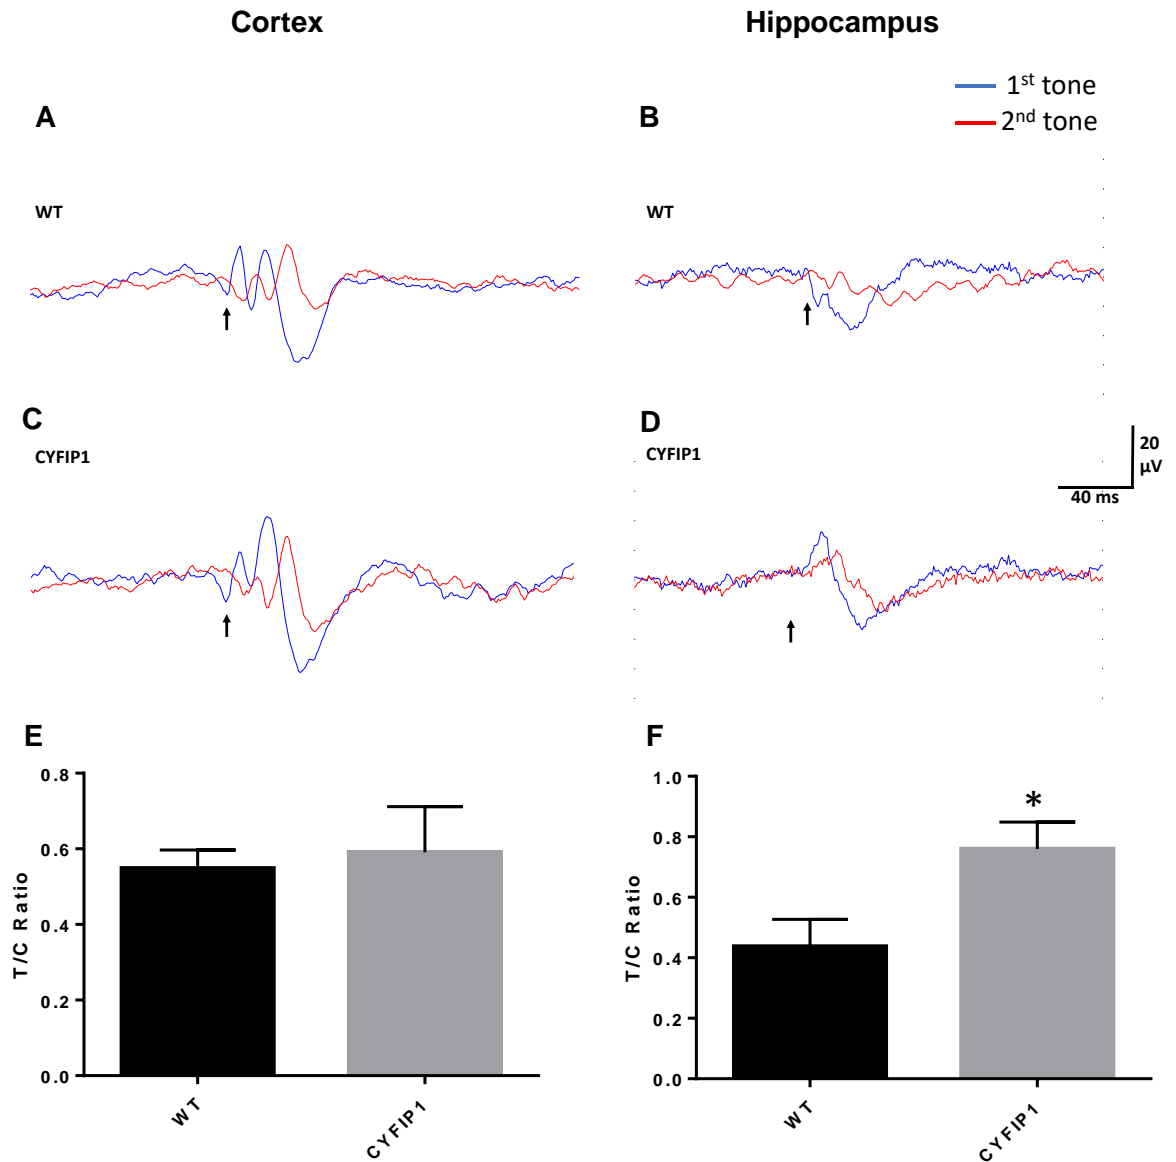 Cortex
Hippocampus
1st tone
2nd tone
A
B
WT
WT
C
D
CYFIP1
CYFIP1
20
µV
40 ms
E
F
T/C Ratio
0.8
0.6
0.4
0.2
0.0
WT
CYFIP1
T/C Ratio
1.0
0.8
0.6
0.4
0.2
0.0
*
WT
CYFIP1